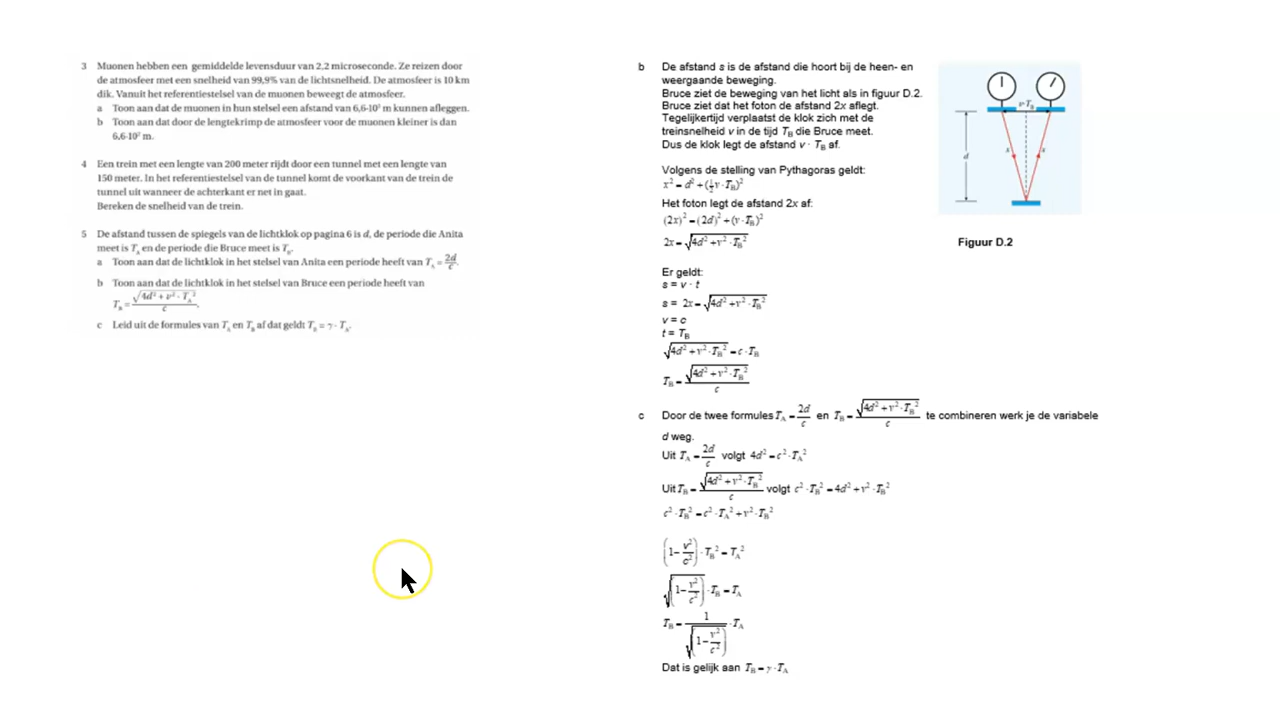 3 Muonen hebben een gemiddelde levensduur van 2,2 microseconde. Ze reizen door
de atmosfeer met een snelheid van 99,9% van de lichtsnelheid. De atmosfeer is 10 km
dik. Vanuit het referentiestelsel van de muonen beweegt de atmosfeer.
a Toon aan dat de muonen in hun stelsel een afstand van 6,6·10² m kunnen afleggen.
b Toon aan dat door de lengtekrimp de atmosfeer voor de muonen kleiner is dan
6,6·10² m.
4 Een trein met een lengte van 200 meter rijdt door een tunnel met een lengte van
150 meter. In het referentiestelsel van de tunnel komt de voorkant van de trein de
tunnel uit wanneer de achterkant er net in gaat.
Bereken de snelheid van de trein.
5 De afstand tussen de spiegels van de lichtklok op pagina 6 is d, de periode die Anita
meet is T_A en de periode die Bruce meet is T_B.
a Toon aan dat de lichtklok in het stelsel van Anita een periode heeft van T_A = 2d/c.
b Toon aan dat de lichtklok in het stelsel van Bruce een periode heeft van
T_B = √(4d² + v² · T_A²)/c.
c Leid uit de formules van T_A en T_B af dat geldt T_B = γ · T_A.
b De afstand s is de afstand die hoort bij de heen- en
weergaande beweging.
Bruce ziet de beweging van het licht als in figuur D.2.
Bruce ziet dat het foton de afstand 2x aflegt.
Tegelijkertijd verplaatst de klok zich met de
treinsnelheid v in de tijd T_B die Bruce meet.
Dus de klok legt de afstand v · T_B af.
Volgens de stelling van Pythagoras geldt:
x² = d² + (½v · T_B)²
Het foton legt de afstand 2x af:
(2x)² = (2d)² + (v · T_B)²
2x = √(4d² + v² · T_B²)
Er geldt:
s = v · t
s = 2x = √(4d² + v² · T_B²)
v = c
t = T_B
√(4d² + v² · T_B²) = c · T_B
T_B = √(4d² + v² · T_B²)/c
v·T_B
d
s
s
Figuur D.2
c Door de twee formules T_A = 2d/c en T_B = √(4d² + v² · T_B²)/c te combineren werk je de variabele
d weg.
Uit T_A = 2d/c volgt 4d² = c² · T_A²
Uit T_B = √(4d² + v² · T_B²)/c volgt c² · T_B² = 4d² + v² · T_B²
c² · T_B² = c² · T_A² + v² · T_B²
(1 − v²/c²) · T_B² = T_A²
√(1 − v²/c²) · T_B = T_A
T_B = 1/√(1 − v²/c²) · T_A
Dat is gelijk aan T_B = γ · T_A